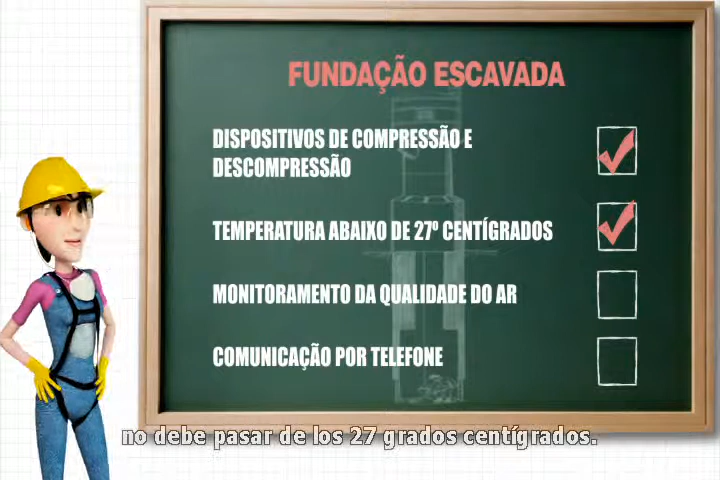 FUNDAÇÃO ESCAVADA
DISPOSITIVOS DE COMPRESSÃO E
DESCOMPRESSÃO
TEMPERATURA ABAIXO DE 27º CENTÍGRADOS
MONITORAMENTO DA QUALIDADE DO AR
COMUNICAÇÃO POR TELEFONE
no debe pasar de los 27 grados centígrados.